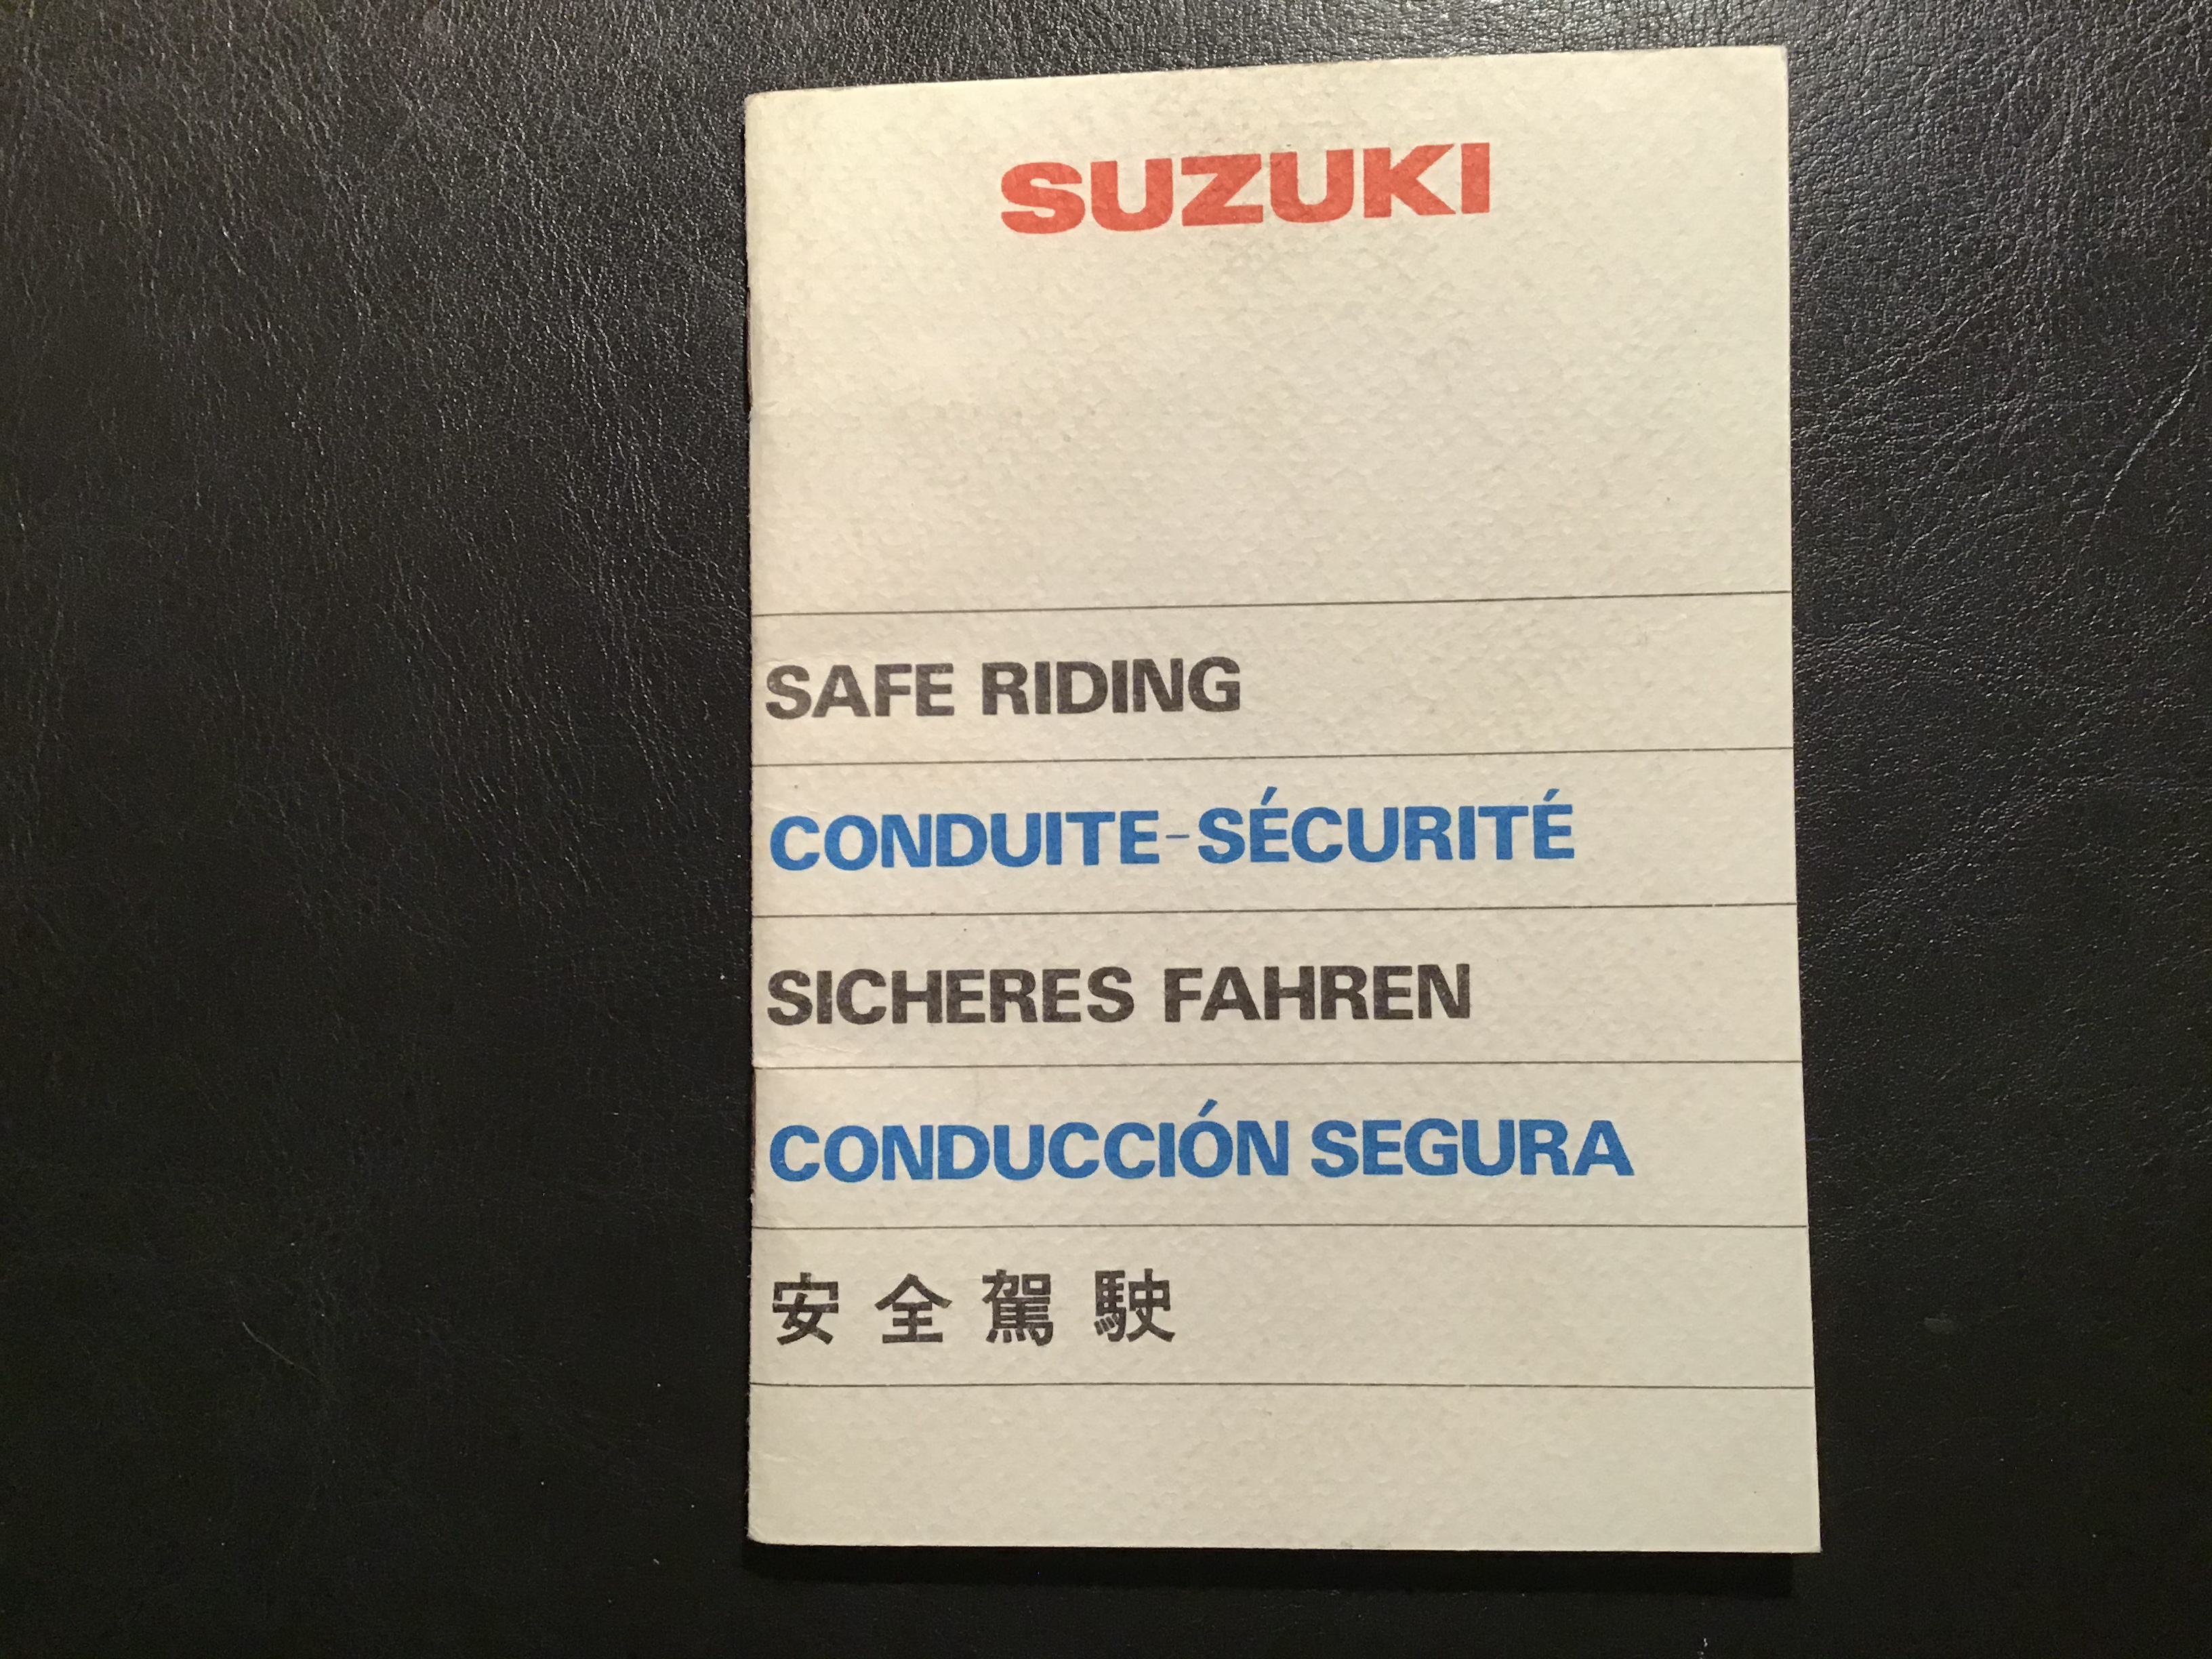 SUZUKI
SAFE RIDING
CONDUITE-SÉCURITÉ
SICHERES FAHREN
CONDUCCIÓN SEGURA
安全駕駛